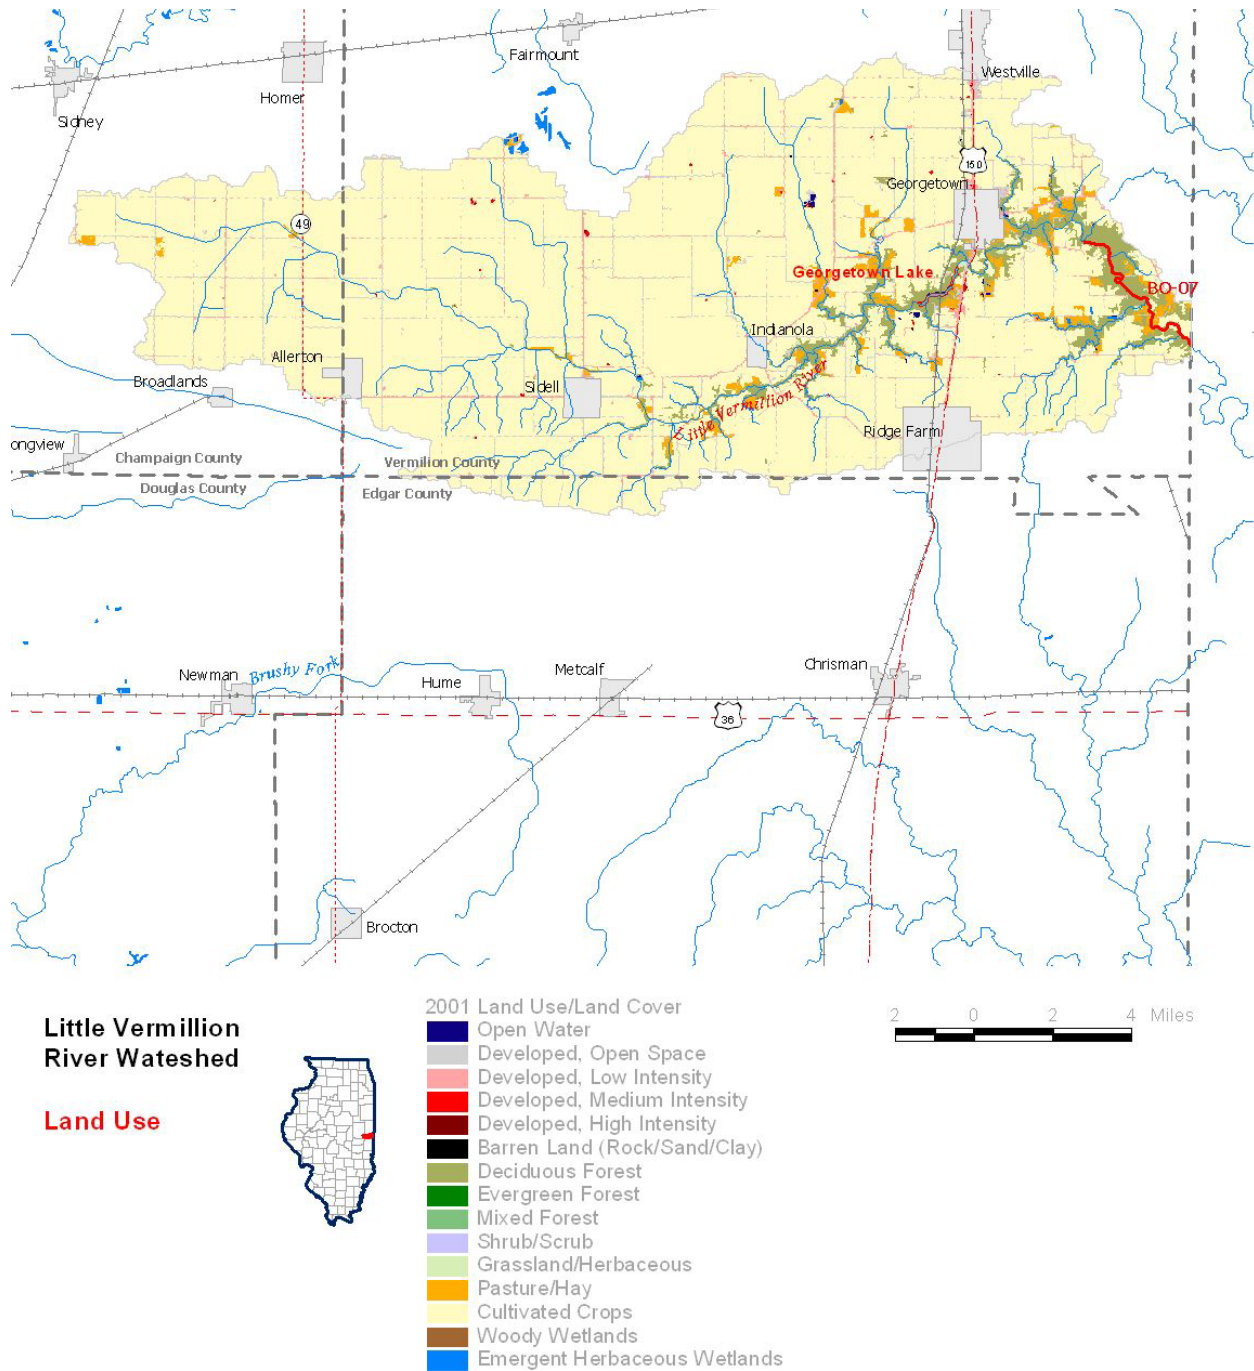 Fairmount
Westville
Homer
Sidney
150
Georgetown
49
Georgetown Lake
BO-07
Indianola
Allerton
Broadlands
Sidell
Little Vermillion River
Ridge Farm
ongview
Champaign County
Vermilion County
Douglas County
Edgar County
Brushy Fork
Newman
Hume
Metcalf
Chrisman
36
Brocton
Little Vermillion
River Wateshed
Land Use
2001 Land Use/Land Cover
Open Water
Developed, Open Space
Developed, Low Intensity
Developed, Medium Intensity
Developed, High Intensity
Barren Land (Rock/Sand/Clay)
Deciduous Forest
Evergreen Forest
Mixed Forest
Shrub/Scrub
Grassland/Herbaceous
Pasture/Hay
Cultivated Crops
Woody Wetlands
Emergent Herbaceous Wetlands
2 0 2 4 Miles